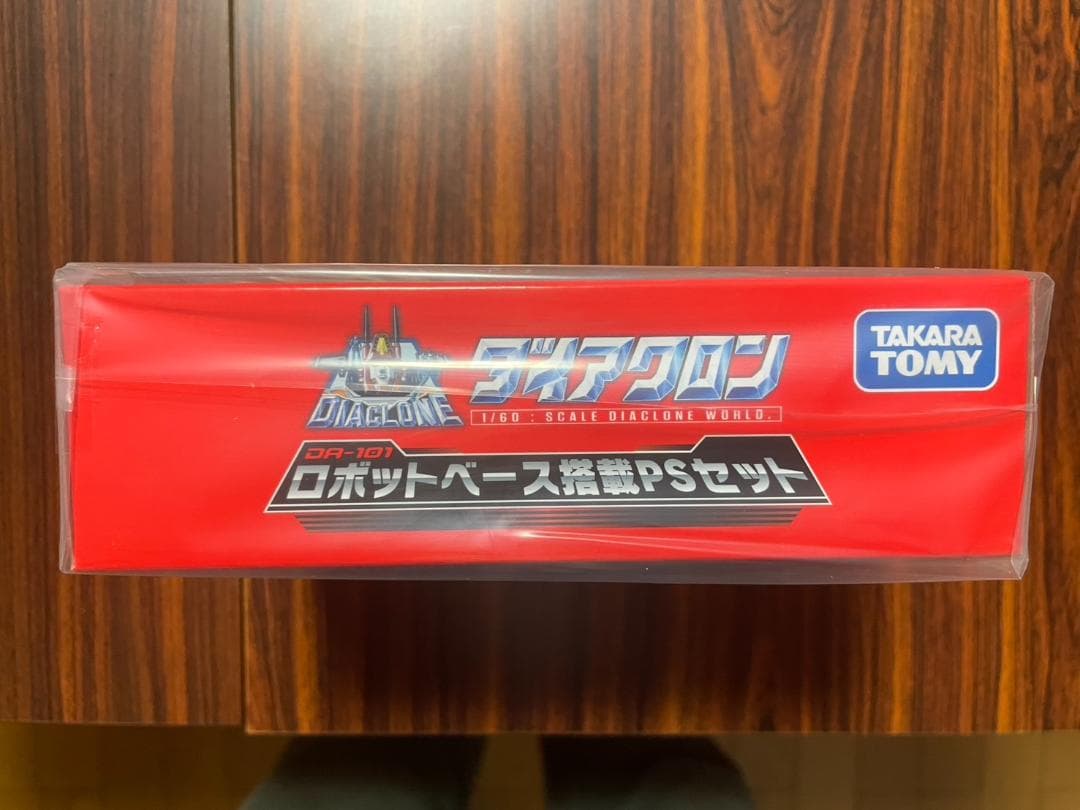 DIACLONE
ダイアクロン
1/60 : SCALE DIACLONE WORLD.
TAKARA
TOMY
DA-101
ロボットベース搭載PSセット